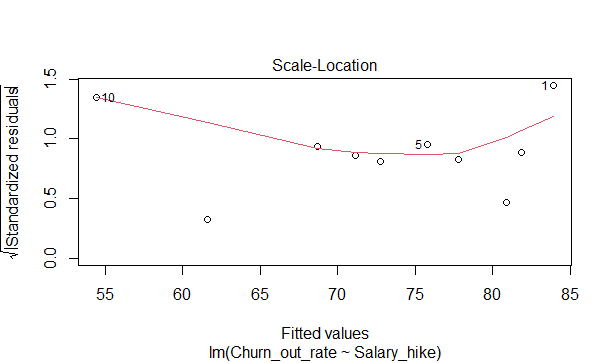 Scale-Location
√|Standardized residuals|
1.5
1.0
0.5
0.0
10
5
1
55 60 65 70 75 80 85
Fitted values
lm(Churn_out_rate ~ Salary_hike)